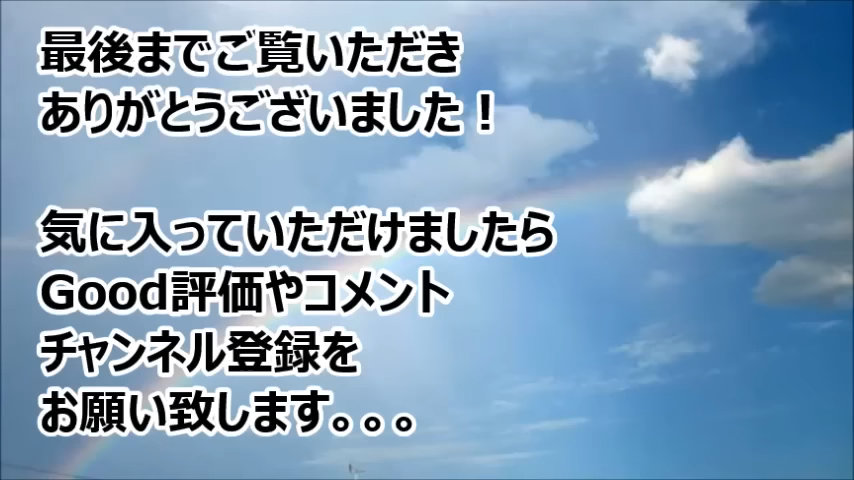 最後までご覧いただき
ありがとうございました！
気に入っていただけましたら
Good評価やコメント
チャンネル登録を
お願い致します。。。